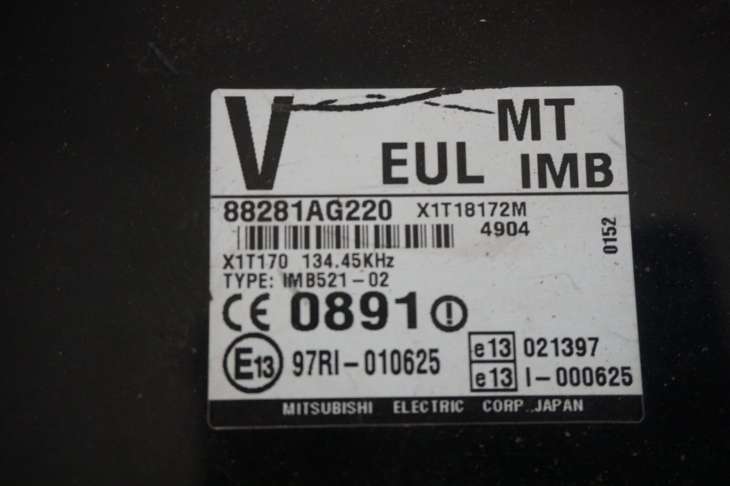 V EUL MT
IMB
88281AG220 X1T18172M
4904
0152
X1T170 134.45KHz
TYPE: IMB521-02
CE 0891
E13 97RI-010625
e13 021397
e13 I-000625
MITSUBISHI ELECTRIC CORP. JAPAN